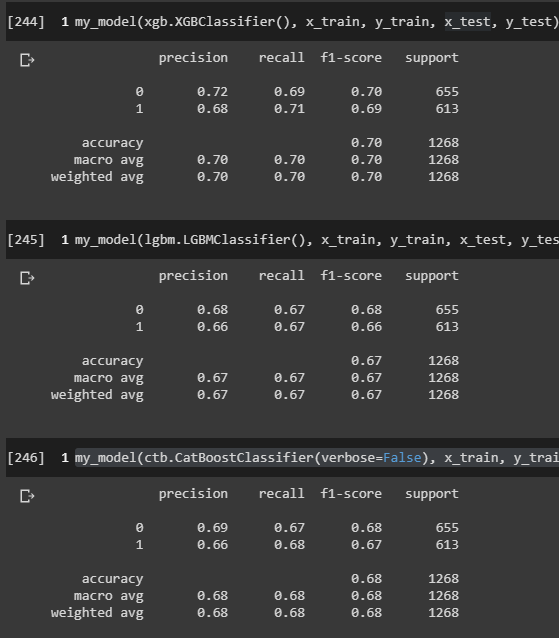 [244] 1 my_model(xgb.XGBClassifier(), x_train, y_train, x_test, y_test)
precision recall f1-score support
0 0.72 0.69 0.70 655
1 0.68 0.71 0.69 613
accuracy 0.70 1268
macro avg 0.70 0.70 0.70 1268
weighted avg 0.70 0.70 0.70 1268
[245] 1 my_model(lgbm.LGBMClassifier(), x_train, y_train, x_test, y_tes
precision recall f1-score support
0 0.68 0.67 0.68 655
1 0.66 0.67 0.66 613
accuracy 0.67 1268
macro avg 0.67 0.67 0.67 1268
weighted avg 0.67 0.67 0.67 1268
[246] 1 my_model(ctb.CatBoostClassifier(verbose=False), x_train, y_trai
precision recall f1-score support
0 0.69 0.67 0.68 655
1 0.66 0.68 0.67 613
accuracy 0.68 1268
macro avg 0.68 0.68 0.68 1268
weighted avg 0.68 0.68 0.68 1268